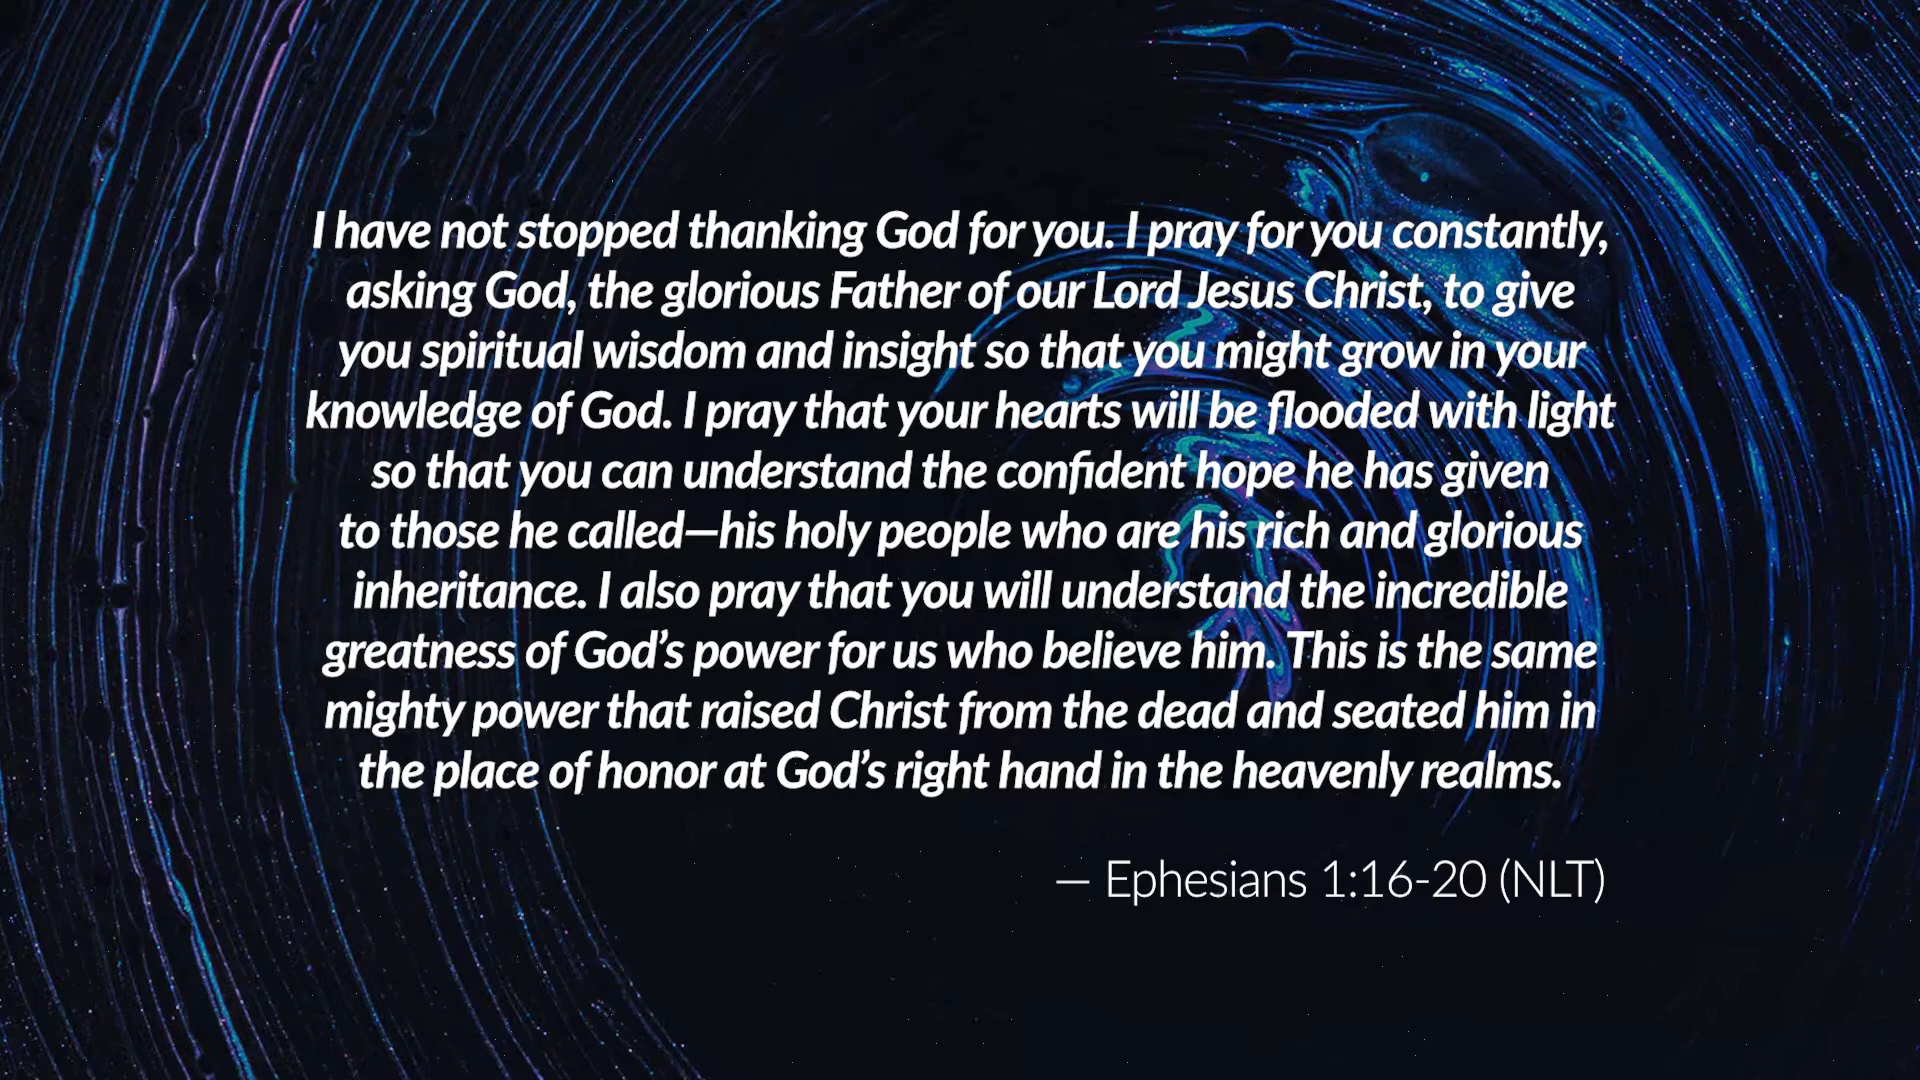 I have not stopped thanking God for you. I pray for you constantly,
asking God, the glorious Father of our Lord Jesus Christ, to give
you spiritual wisdom and insight so that you might grow in your
knowledge of God. I pray that your hearts will be flooded with light
so that you can understand the confident hope he has given
to those he called—his holy people who are his rich and glorious
inheritance. I also pray that you will understand the incredible
greatness of God’s power for us who believe him. This is the same
mighty power that raised Christ from the dead and seated him in
the place of honor at God’s right hand in the heavenly realms.
— Ephesians 1:16-20 (NLT)